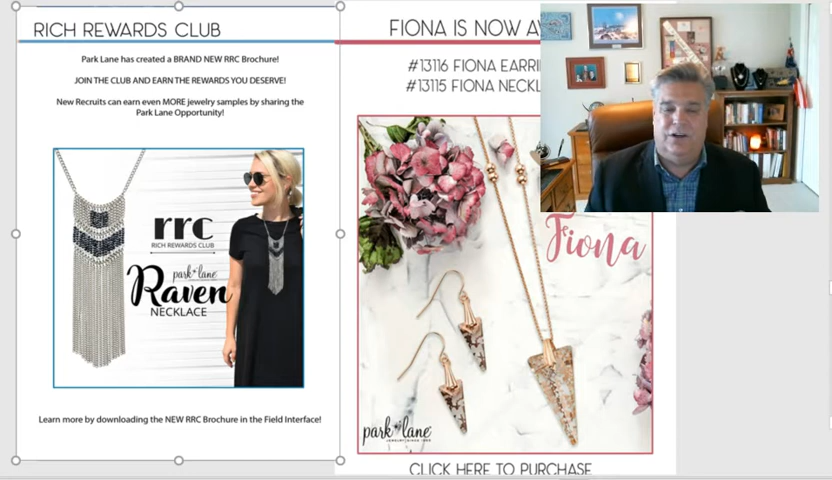 RICH REWARDS CLUB
Park Lane has created a BRAND NEW RRC Brochure!
JOIN THE CLUB AND EARN THE REWARDS YOU DESERVE!
New Recruits can earn even MORE jewelry samples by sharing the
Park Lane Opportunity!
rrc
RICH REWARDS CLUB
park lane
Raven
NECKLACE
Learn more by downloading the NEW RRC Brochure in the Field Interface!
FIONA IS NOW A
#13116 FIONA EARRI
#13115 FIONA NECKL
Fiona
park lane
JEWELRY SINCE 1955
CLICK HERE TO PURCHASE